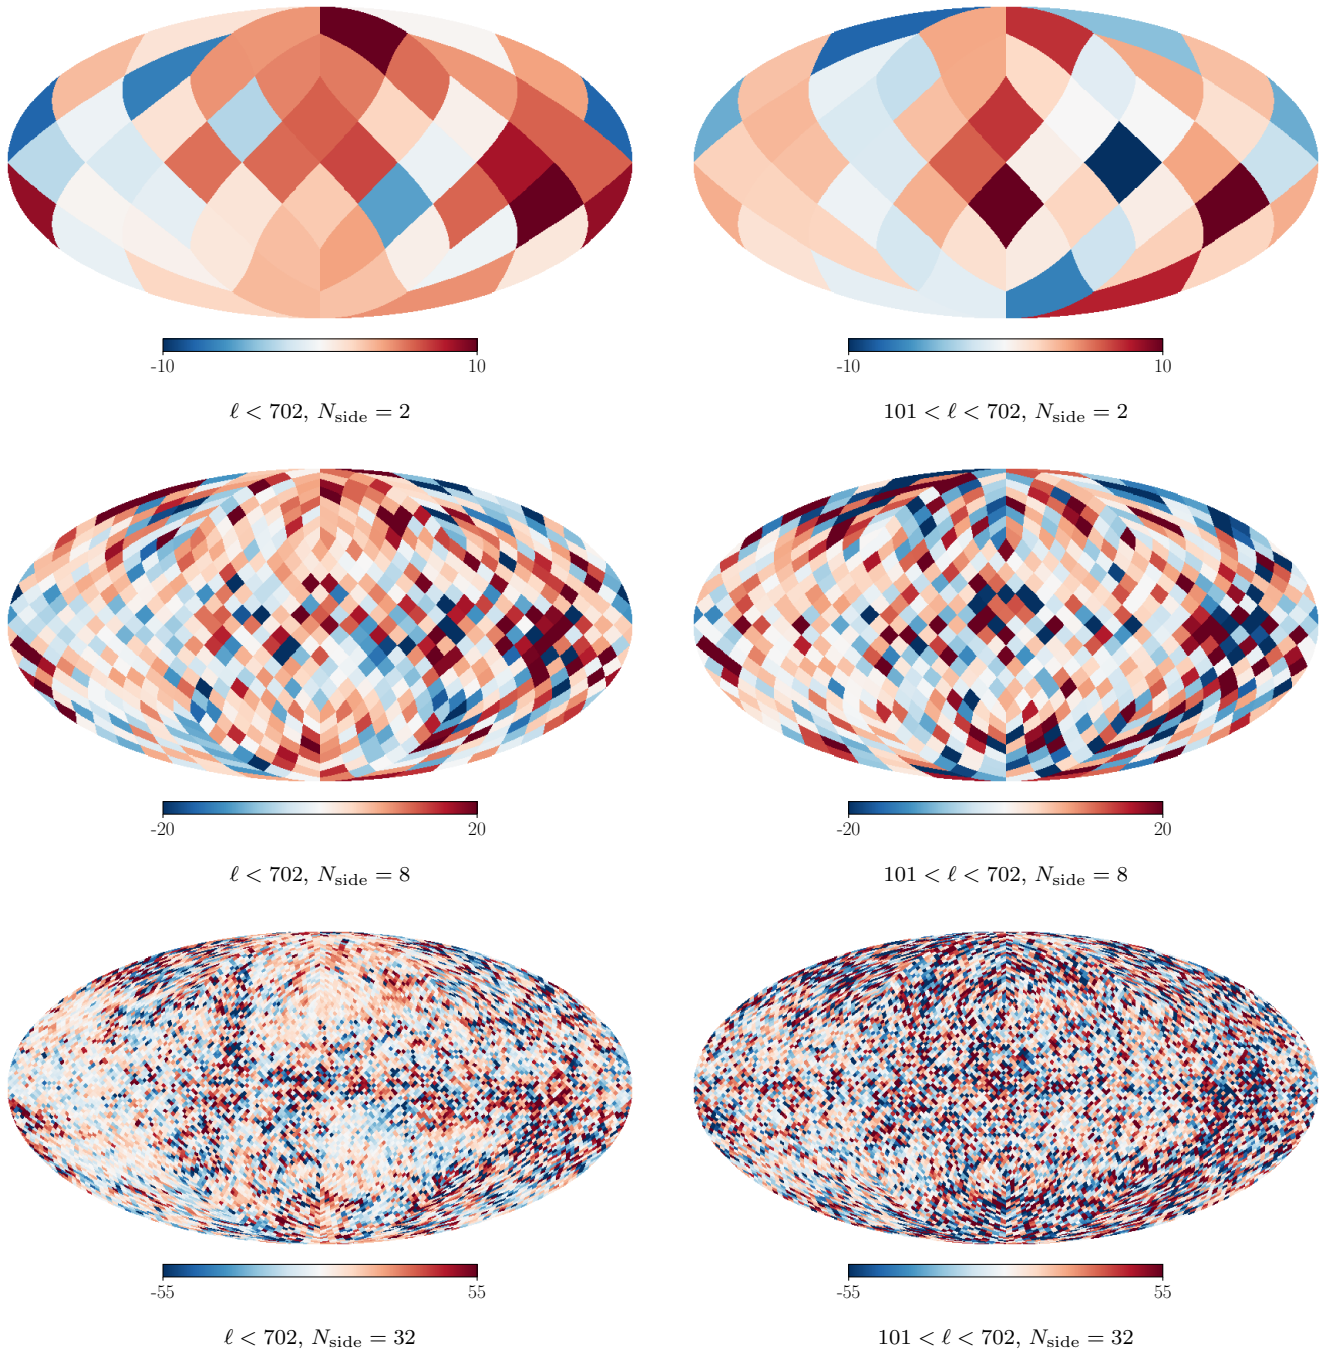 -10 10 -10 10
ℓ < 702, N_side = 2 101 < ℓ < 702, N_side = 2
-20 20 -20 20
ℓ < 702, N_side = 8 101 < ℓ < 702, N_side = 8
-55 55 -55 55
ℓ < 702, N_side = 32 101 < ℓ < 702, N_side = 32